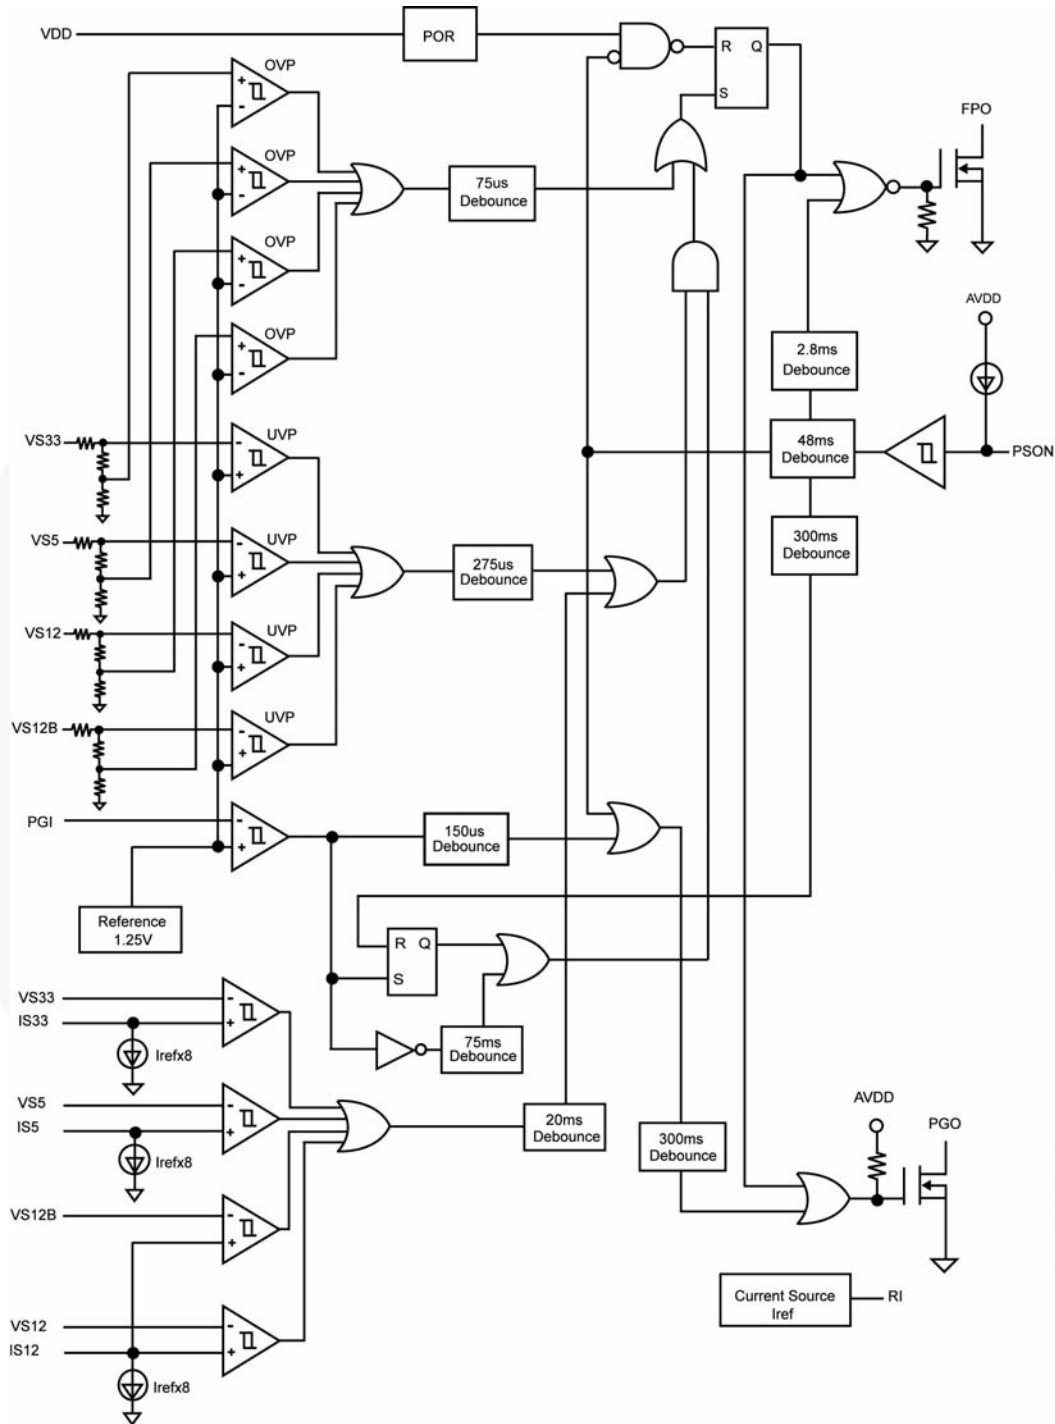 VDD
POR
R Q
S
OVP
+
-
OVP
+
-
OVP
+
-
OVP
+
-
75us
Debounce
FPO
AVDD
2.8ms
Debounce
48ms
Debounce
PSON
300ms
Debounce
VS33
UVP
-
+
VS5
UVP
-
+
VS12
UVP
-
+
VS12B
UVP
-
+
275us
Debounce
PGI
-
+
150us
Debounce
Reference
1.25V
R Q
S
75ms
Debounce
VS33
IS33
-
+
Irefx8
VS5
IS5
-
+
Irefx8
20ms
Debounce
300ms
Debounce
AVDD
PGO
VS12B
-
+
VS12
IS12
-
+
Irefx8
Current Source
Iref
RI